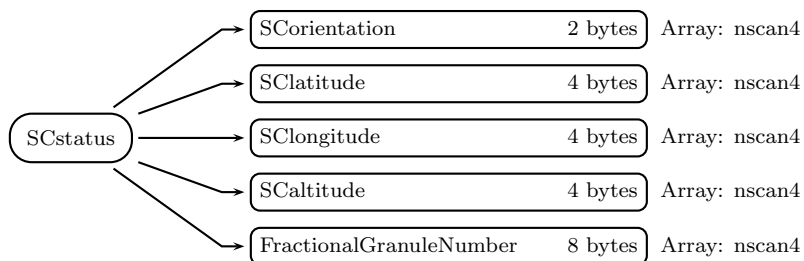 SCorientation 2 bytes Array: nscan4
SClatitude 4 bytes Array: nscan4
SCstatus
SClongitude 4 bytes Array: nscan4
SCaltitude 4 bytes Array: nscan4
FractionalGranuleNumber 8 bytes Array: nscan4